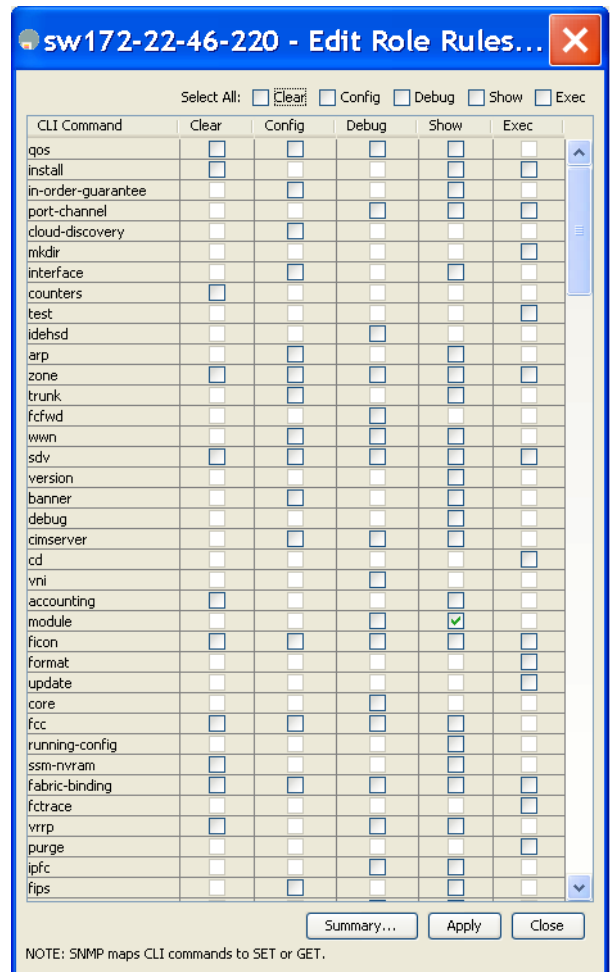 sw172-22-46-220 - Edit Role Rules...
Select All: Clear Config Debug Show Exec
CLI Command Clear Config Debug Show Exec
qos
install
in-order-guarantee
port-channel
cloud-discovery
mkdir
interface
counters
test
idehsd
arp
zone
trunk
fcfwd
wwn
sdv
version
banner
debug
cimserver
cd
vni
accounting
module
ficon
format
update
core
fcc
running-config
ssm-nvram
fabric-binding
fctrace
vrrp
purge
ipfc
fips
Summary... Apply Close
NOTE: SNMP maps CLI commands to SET or GET.